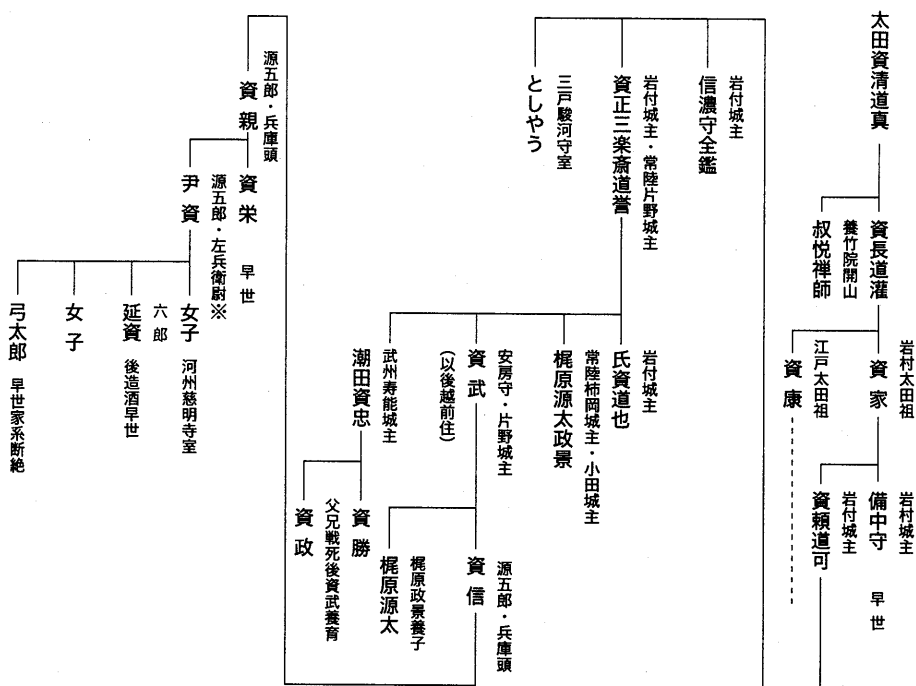 太田資清道真
資長道灌
養竹院開山
叔悦禅師
岩村太田祖
資家
江戸太田祖
資康
岩村城主
備中守
早世
岩付城主
資頼道可
岩付城主
信濃守全鑑
岩付城主・常陸片野城主
資正三楽斎道誉
三戸駿河守室
としやう
岩付城主
氏資道也
常陸柿岡城主・小田城主
梶原源太政景
安房守・片野城主
資武
(以後越前住)
武州寿能城主
潮田資忠
源五郎・兵庫頭
資信
梶原政景養子
梶原源太
資勝
父兄戦死後資武養育
資政
源五郎・兵庫頭
資親
資栄
早世
源五郎・左兵衛尉※
尹資
女子
河州慈明寺室
六郎
延資
後造酒早世
女子
弓太郎
早世家系断絶